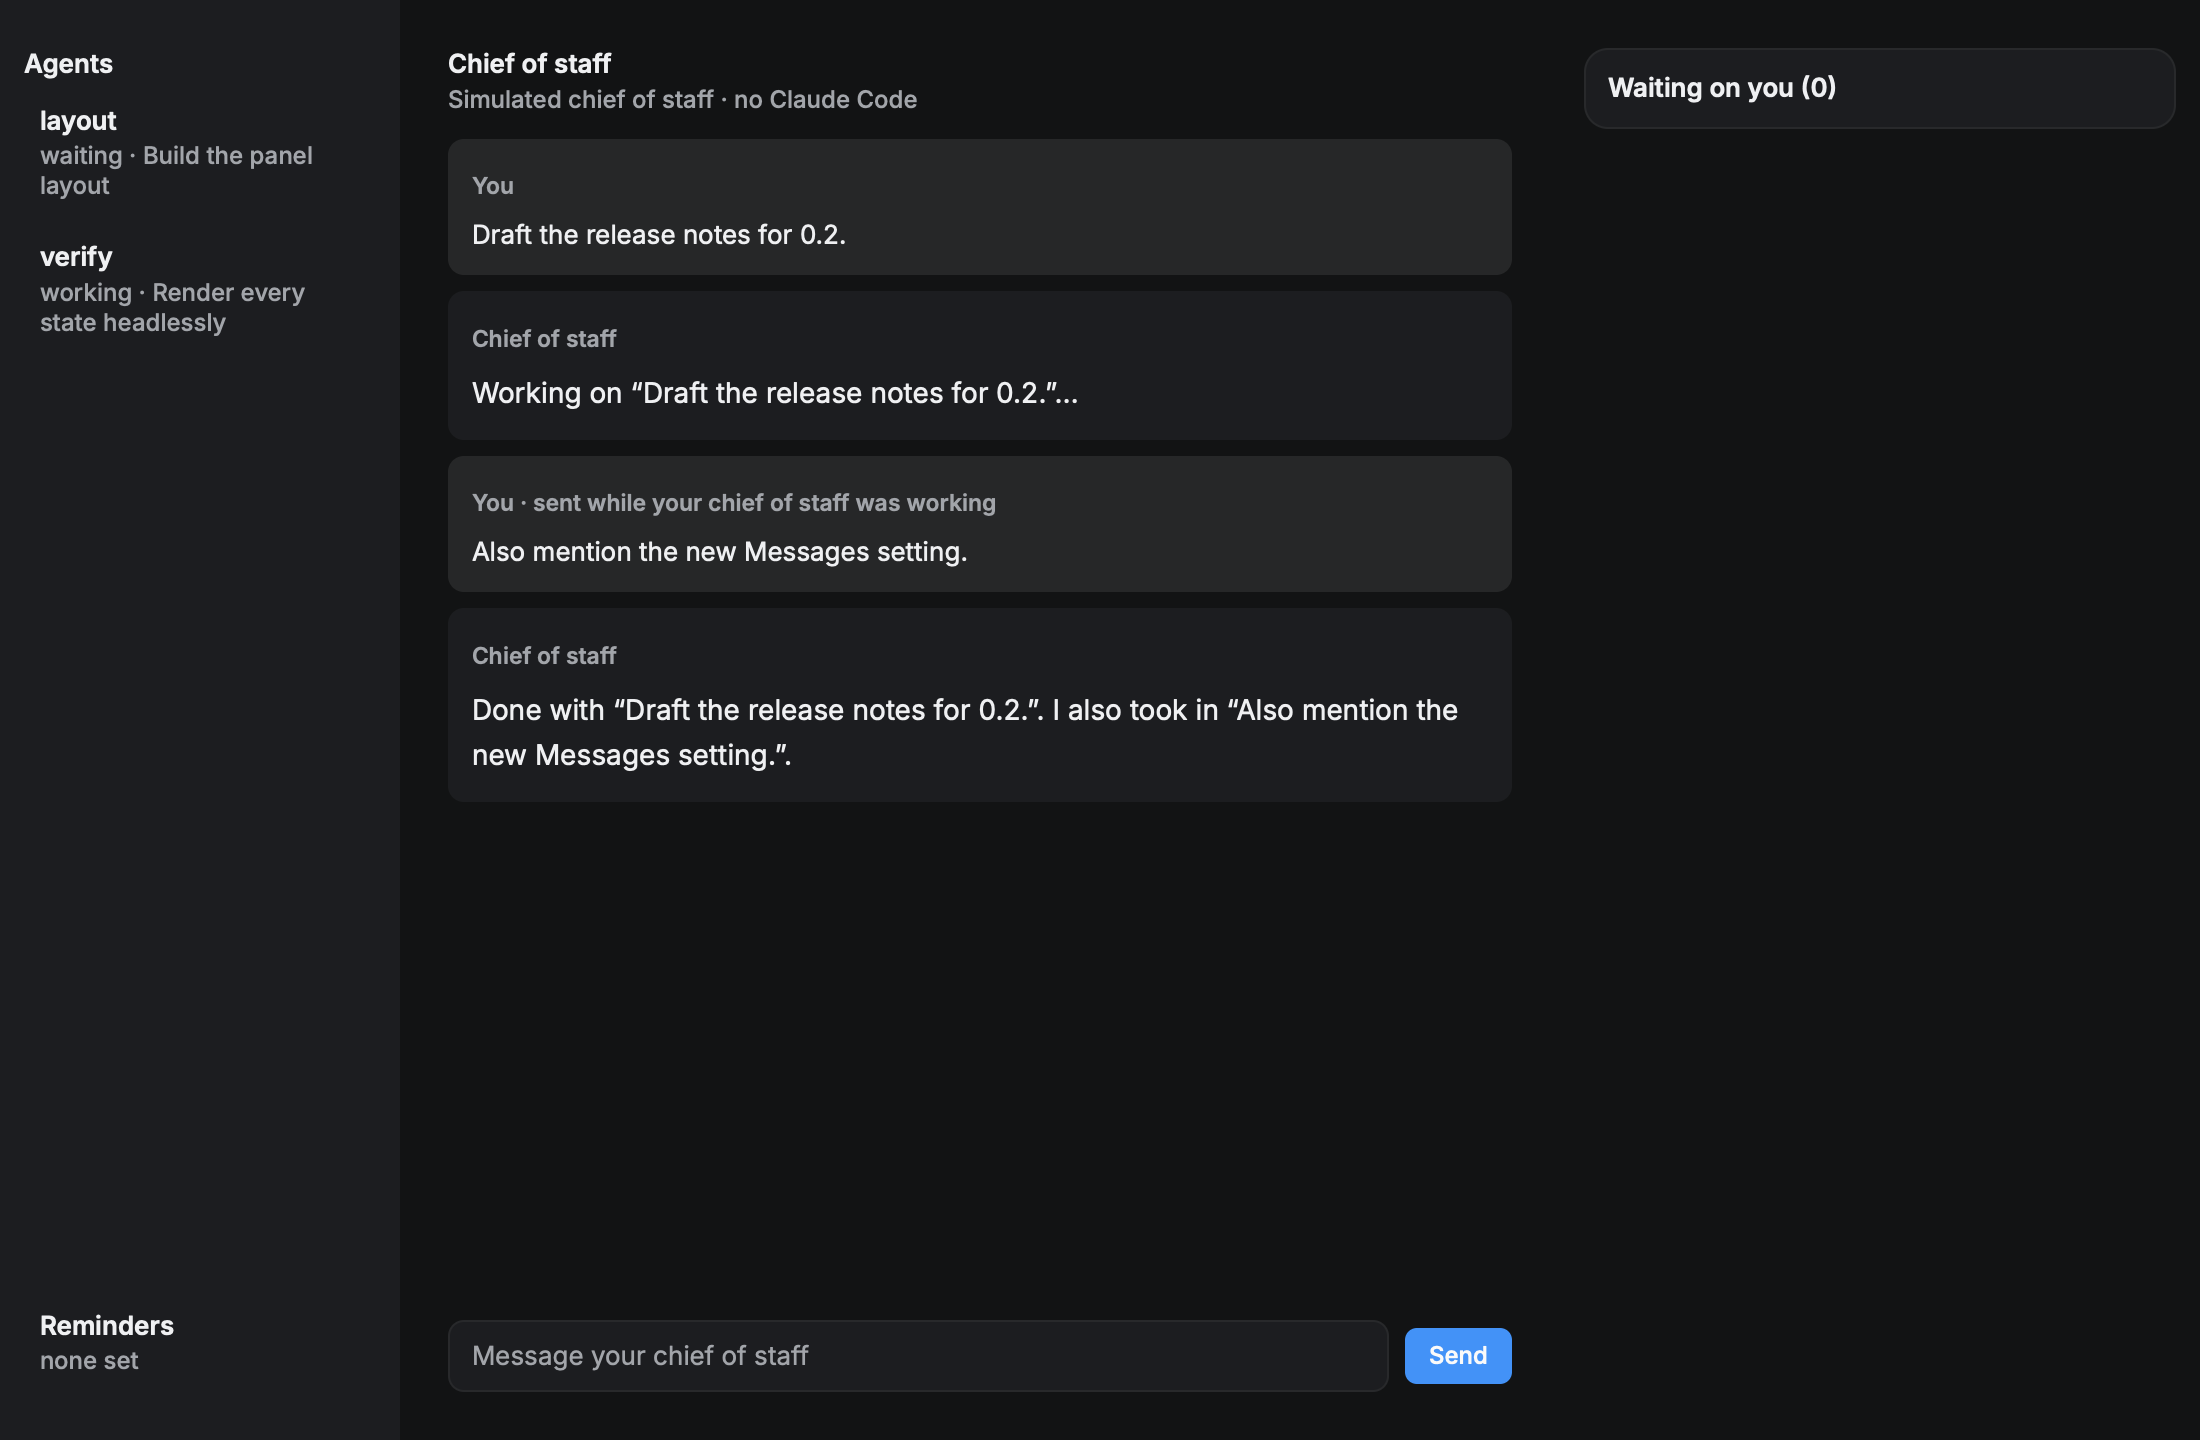 Agents
layout
waiting · Build the panel
layout
verify
working · Render every
state headlessly
Reminders
none set
Chief of staff
Simulated chief of staff · no Claude Code
You
Draft the release notes for 0.2.
Chief of staff
Working on “Draft the release notes for 0.2.”...
You · sent while your chief of staff was working
Also mention the new Messages setting.
Chief of staff
Done with “Draft the release notes for 0.2.”. I also took in “Also mention the
new Messages setting.”.
Message your chief of staff
Send
Waiting on you (0)